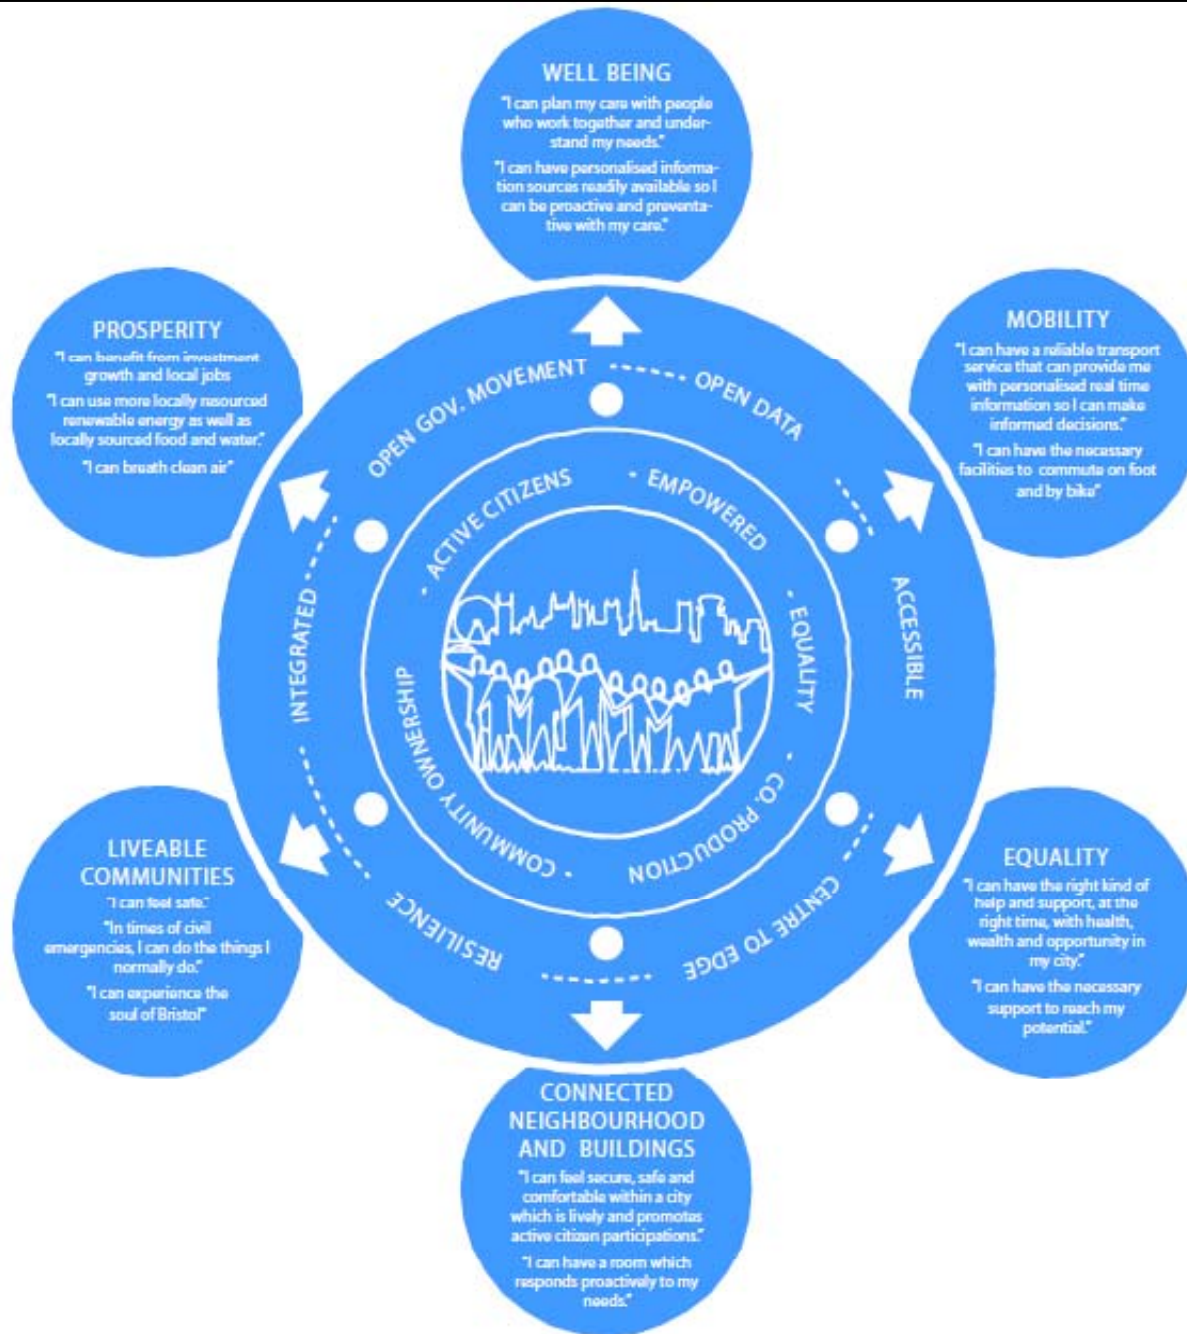 WELL BEING
"I can plan my care with people
who work together and under-
stand my needs."
"I can have personalised informa-
tion sources readily available so I
can be proactive and preventa-
tive with my care."
PROSPERITY
"I can benefit from investment
growth and local jobs
"I can use more locally resourced
renewable energy as well as
locally sourced food and water."
"I can breath clean air"
MOBILITY
"I can have a reliable transport
service that can provide me
with personalised real time
information so I can make
informed decisions."
"I can have the necessary
facilities to commute on foot
and by bike"
OPEN GOV. MOVEMENT
OPEN DATA
ACCESSIBLE
CENTRE TO EDGE
RESILIENCE
INTEGRATED
- ACTIVE CITIZENS
- EMPOWERED
- EQUALITY
- CO. PRODUCTION
- COMMUNITY OWNERSHIP
LIVEABLE
COMMUNITIES
"I can feel safe."
"In times of civil
emergencies, I can do the things I
normally do."
"I can experience the
soul of Bristol"
EQUALITY
"I can have the right kind of
help and support, at the
right time, with health,
wealth and opportunity in
my city."
"I can have the necessary
support to reach my
potential."
CONNECTED
NEIGHBOURHOOD
AND BUILDINGS
"I can feel secure, safe and
comfortable within a city
which is lively and promotes
active citizen participations."
"I can have a room which
responds proactively to my
needs."